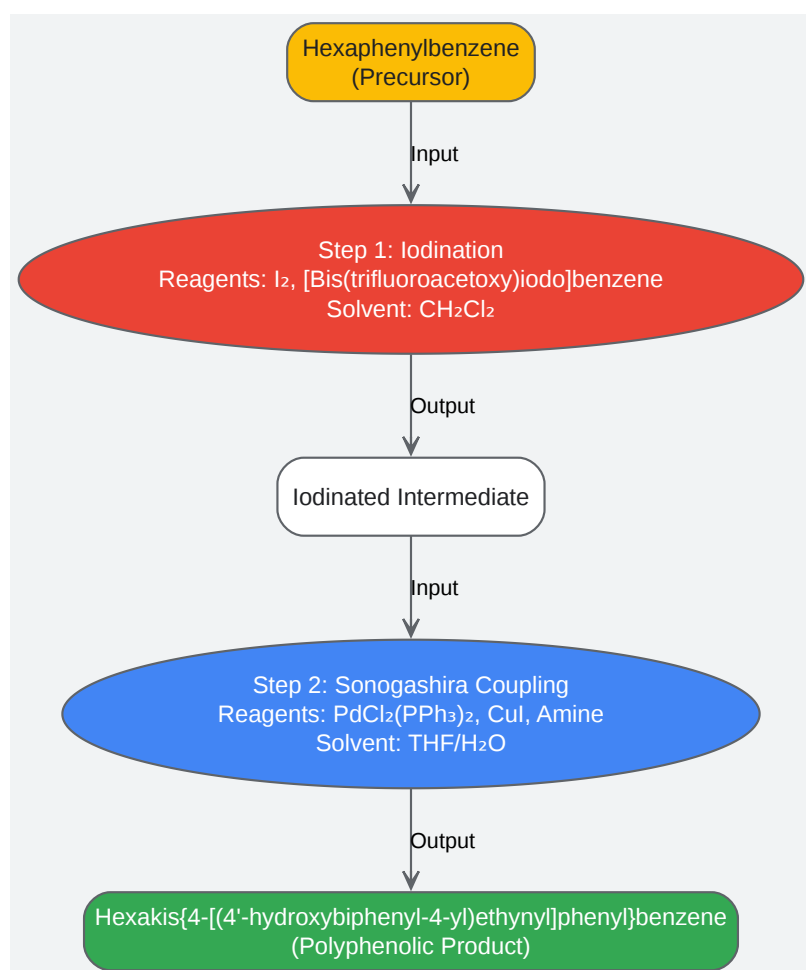 Hexaphenylbenzene
(Precursor)
Input
Step 1: Iodination
Reagents: I₂, [Bis(trifluoroacetoxy)iodo]benzene
Solvent: CH₂Cl₂
Output
Iodinated Intermediate
Input
Step 2: Sonogashira Coupling
Reagents: PdCl₂(PPh₃)₂, CuI, Amine
Solvent: THF/H₂O
Output
Hexakis{4-[(4'-hydroxybiphenyl-4-yl)ethynyl]phenyl}benzene
(Polyphenolic Product)